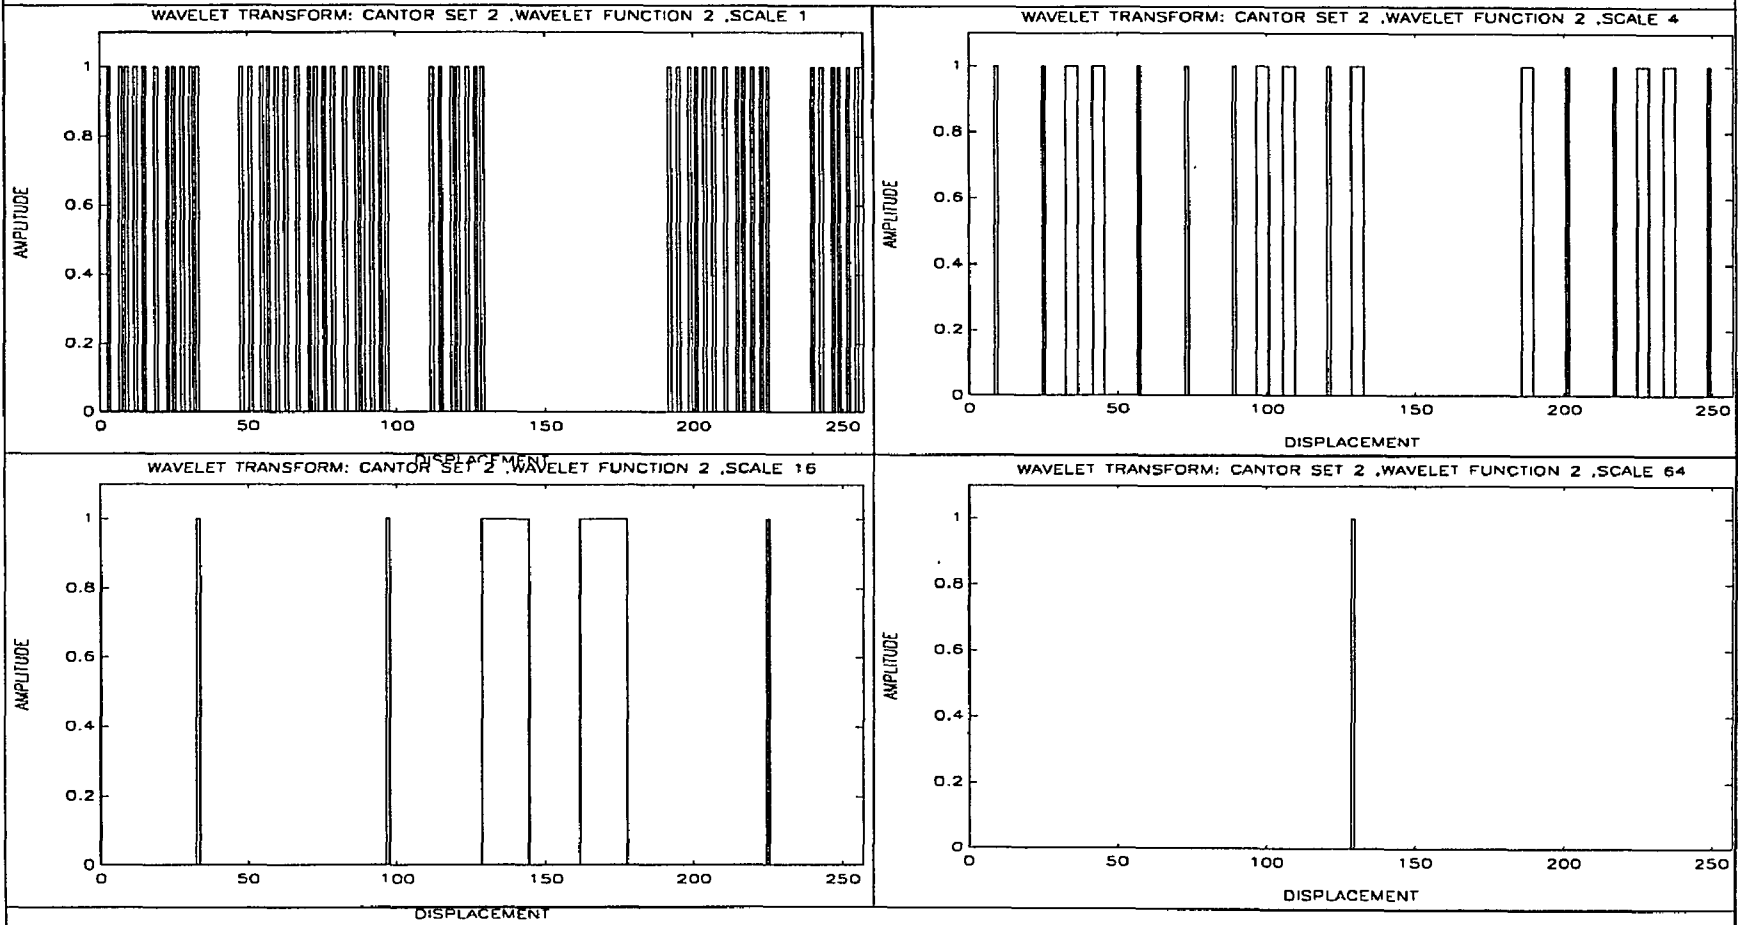 WAVELET TRANSFORM: CANTOR SET 2 ,WAVELET FUNCTION 2 ,SCALE 1
1
0.8
0.6
0.4
0.2
0
AMPLITUDE
0 50 100 150 200 250
DISPLACEMENT
WAVELET TRANSFORM: CANTOR SET 2 ,WAVELET FUNCTION 2 ,SCALE 4
1
0.8
0.6
0.4
0.2
0
AMPLITUDE
0 50 100 150 200 250
DISPLACEMENT
WAVELET TRANSFORM: CANTOR SET 2 ,WAVELET FUNCTION 2 ,SCALE 16
1
0.8
0.6
0.4
0.2
0
AMPLITUDE
0 50 100 150 200 250
DISPLACEMENT
WAVELET TRANSFORM: CANTOR SET 2 ,WAVELET FUNCTION 2 ,SCALE 64
1
0.8
0.6
0.4
0.2
0
AMPLITUDE
0 50 100 150 200 250
DISPLACEMENT